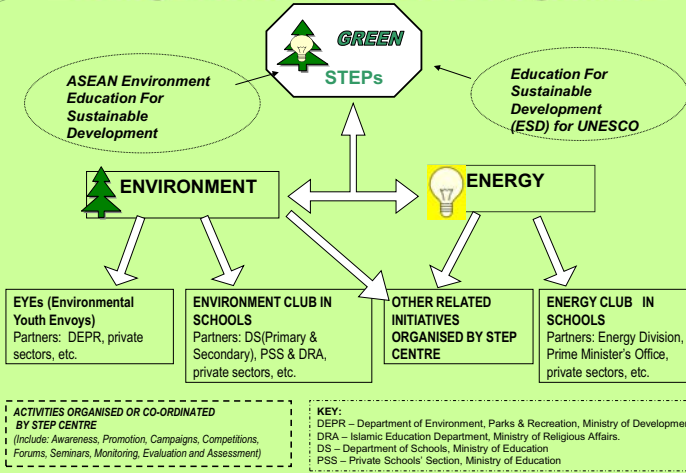 GREEN
STEPs
ASEAN Environment
Education For
Sustainable
Development
Education For
Sustainable
Development
(ESD) for UNESCO
ENVIRONMENT
ENERGY
EYEs (Environmental
Youth Envoys)
Partners: DEPR, private
sectors, etc.
ENVIRONMENT CLUB IN
SCHOOLS
Partners: DS(Primary &
Secondary), PSS & DRA,
private sectors, etc.
OTHER RELATED
INITIATIVES
ORGANISED BY STEP
CENTRE
ENERGY CLUB IN
SCHOOLS
Partners: Energy Division,
Prime Minister's Office,
private sectors, etc.
ACTIVITIES ORGANISED OR CO-ORDINATED
BY STEP CENTRE
(Include: Awareness, Promotion, Campaigns, Competitions,
Forums, Seminars, Monitoring, Evaluation and Assessment)
KEY:
DEPR – Department of Environment, Parks & Recreation, Ministry of Developmen
DRA – Islamic Education Department, Ministry of Religious Affairs.
DS – Department of Schools, Ministry of Education
PSS – Private Schools' Section, Ministry of Education